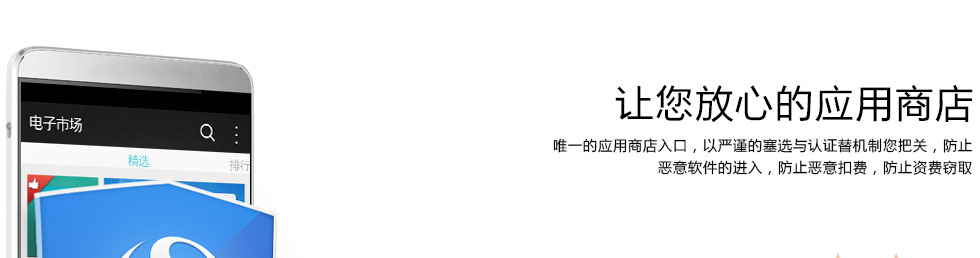 让您放心的应用商店
唯一的应用商店入口，以严谨的塞选与认证替机制您把关，防止
恶意软件的进入，防止恶意扣费，防止资费窃取
电子市场
精选
排行